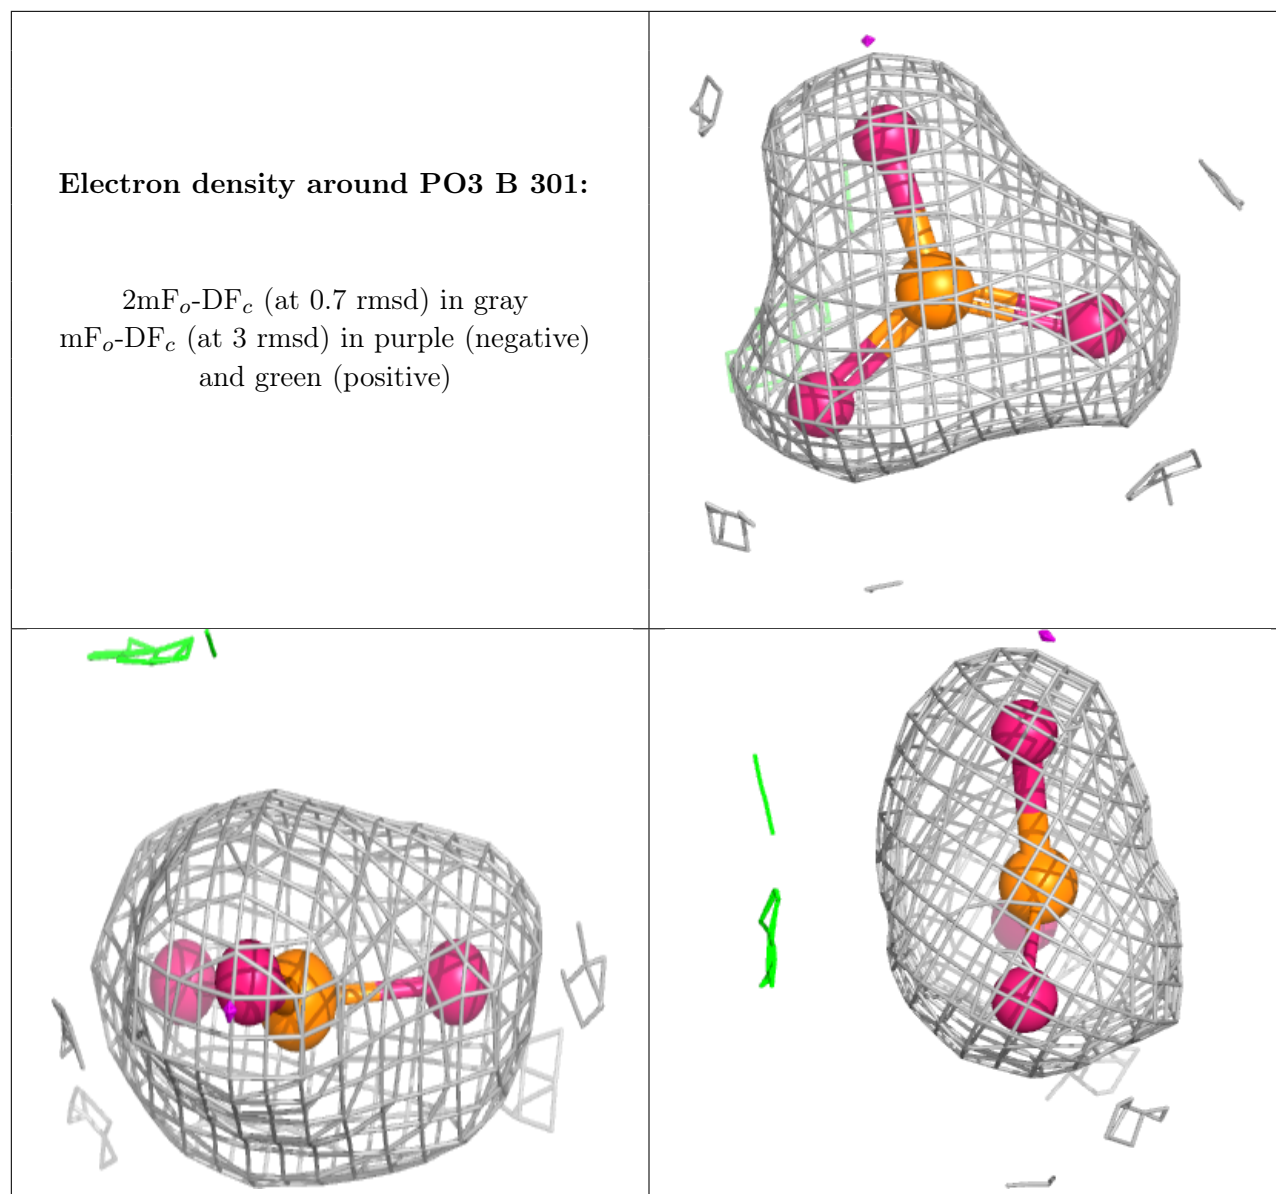 Electron density around PO3 B 301:
2mFo-DFc (at 0.7 rmsd) in gray
mFo-DFc (at 3 rmsd) in purple (negative)
and green (positive)